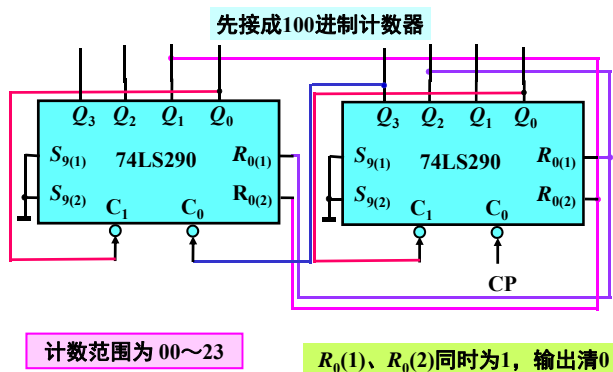 先接成100进制计数器
Q3 Q2 Q1 Q0
S9(1) 74LS290 R0(1)
S9(2) R0(2)
C1 C0
Q3 Q2 Q1 Q0
S9(1) 74LS290 R0(1)
S9(2) R0(2)
C1 C0
CP
计数范围为 00～23
R0(1)、R0(2)同时为1，输出清0